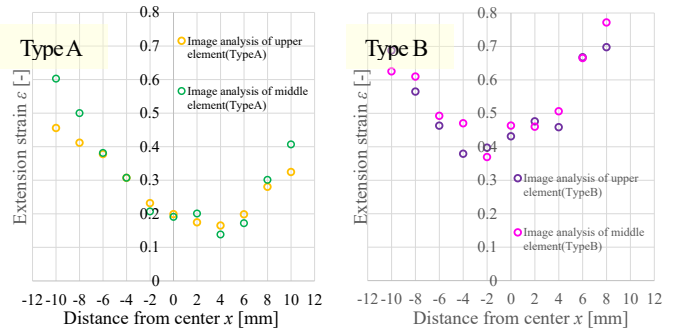 Type A
Extension strain ε [-]
0.8
0.7
0.6
0.5
0.4
0.3
0.2
0.1
0
Image analysis of upper
element(TypeA)
Image analysis of middle
element(TypeA)
-12 -10 -8 -6 -4 -2 0 2 4 6 8 10 12
Distance from center x [mm]
Type B
Extension strain ε [-]
0.8
0.7
0.6
0.5
0.4
0.3
0.2
0.1
0
Image analysis of upper
element(TypeB)
Image analysis of middle
element(TypeB)
-12 -10 -8 -6 -4 -2 0 2 4 6 8 10 12
Distance from center x [mm]